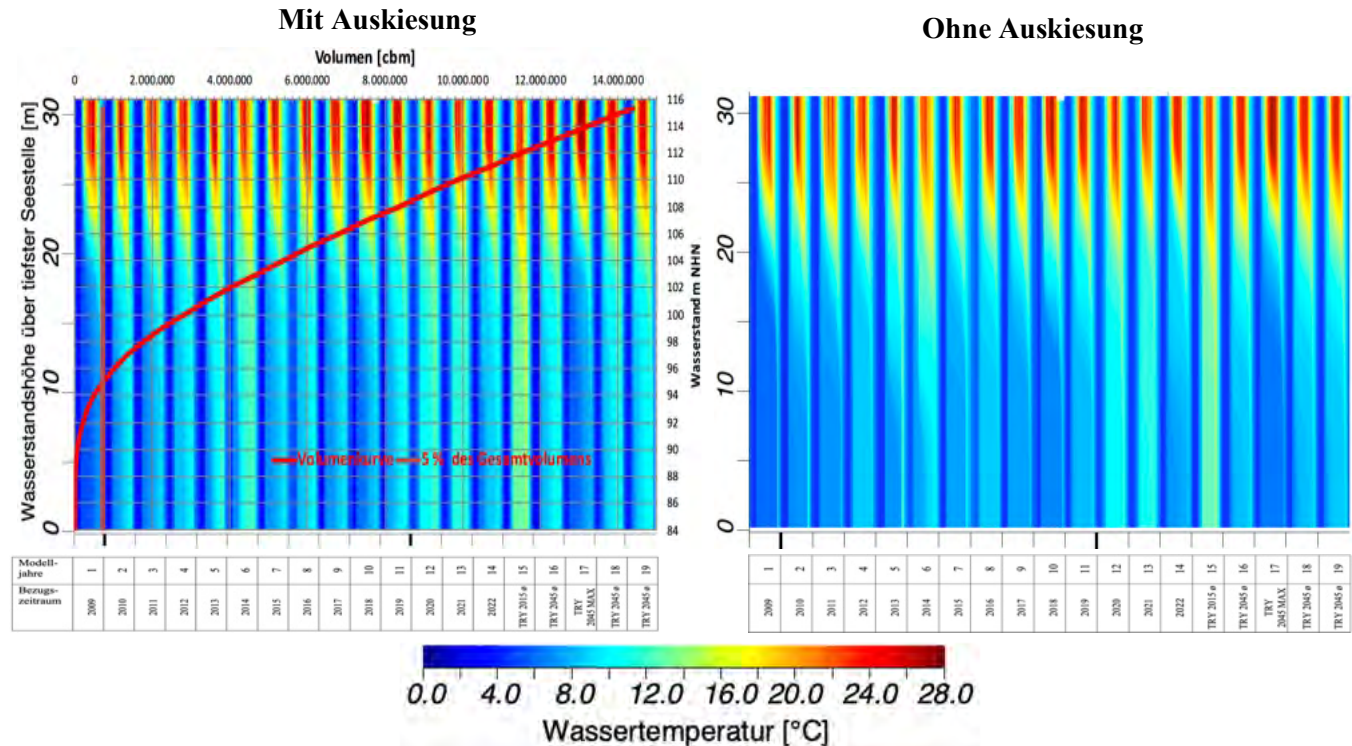 Mit Auskiesung
Ohne Auskiesung
Volumen [cbm]
0 2.000.000 4.000.000 6.000.000 8.000.000 10.000.000 12.000.000 14.000.000
Wasserstandshöhe über tiefster Seestelle [m]
30
20
10
0
116
114
112
110
108
106
104
102
100
98
96
94
92
90
88
86
84
Wasserstand m NHN
Volumenkurve 5 % des Gesamtvolumens
30
20
10
0
Modell-
jahre
1 2 3 4 5 6 7 8 9 10 11 12 13 14 15 16 17 18 19
Bezugs-
zeitraum
2009 2010 2011 2012 2013 2014 2015 2016 2017 2018 2019 2020 2021 2022 TRY 2015 ø TRY 2045 ø TRY 2045 MAX TRY 2045 ø TRY 2045 ø
1 2 3 4 5 6 7 8 9 10 11 12 13 14 15 16 17 18 19
2009 2010 2011 2012 2013 2014 2015 2016 2017 2018 2019 2020 2021 2022 TRY 2015 ø TRY 2045 ø TRY 2045 MAX TRY 2045 ø TRY 2045 ø
0.0 4.0 8.0 12.0 16.0 20.0 24.0 28.0
Wassertemperatur [°C]